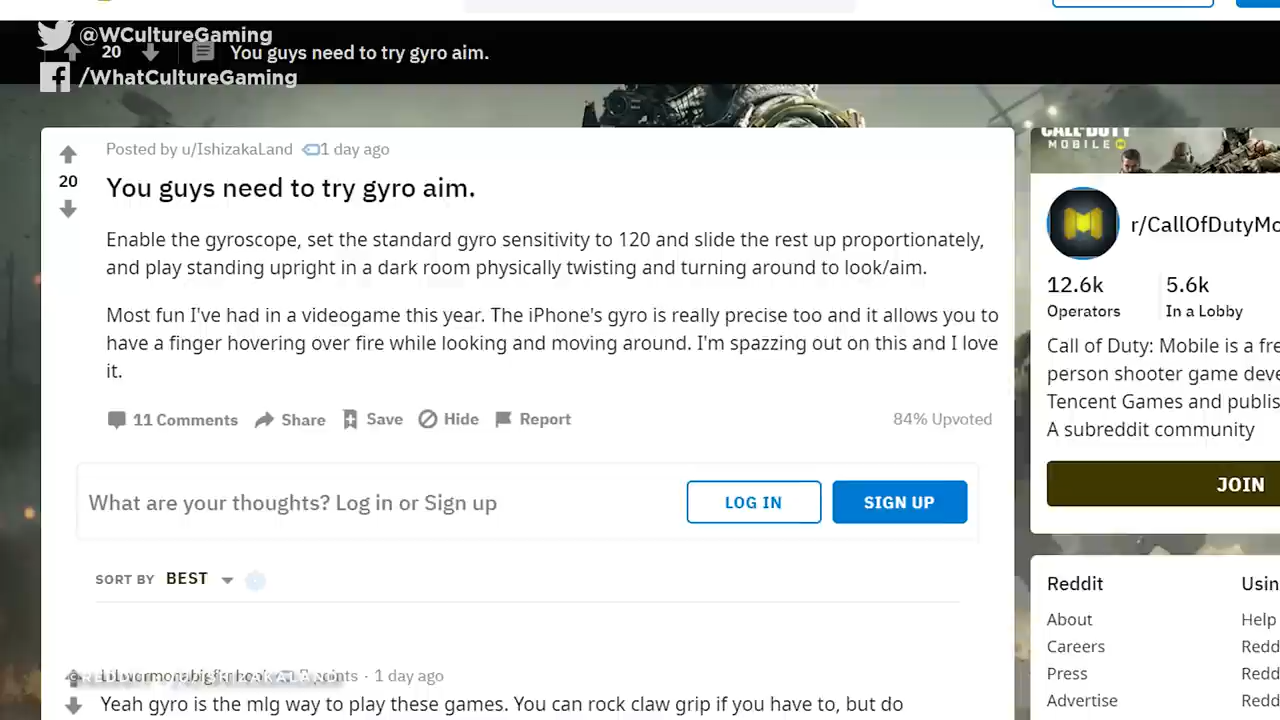 @WCultureGaming
20 You guys need to try gyro aim.
/WhatCultureGaming
Posted by u/IshizakaLand 1 day ago
20
You guys need to try gyro aim.
Enable the gyroscope, set the standard gyro sensitivity to 120 and slide the rest up proportionately,
and play standing upright in a dark room physically twisting and turning around to look/aim.
Most fun I've had in a videogame this year. The iPhone's gyro is really precise too and it allows you to
have a finger hovering over fire while looking and moving around. I'm spazzing out on this and I love
it.
11 Comments Share Save Hide Report 84% Upvoted
What are your thoughts? Log in or Sign up LOG IN SIGN UP
SORT BY BEST
points · 1 day ago
Yeah gyro is the mlg way to play these games. You can rock claw grip if you have to, but do
CALL OF DUTY
MOBILE
r/CallOfDutyMo
12.6k 5.6k
Operators In a Lobby
Call of Duty: Mobile is a fre
person shooter game deve
Tencent Games and publis
A subreddit community
JOIN
Reddit Usin
About Help
Careers Redd
Press Redd
Advertise Redd